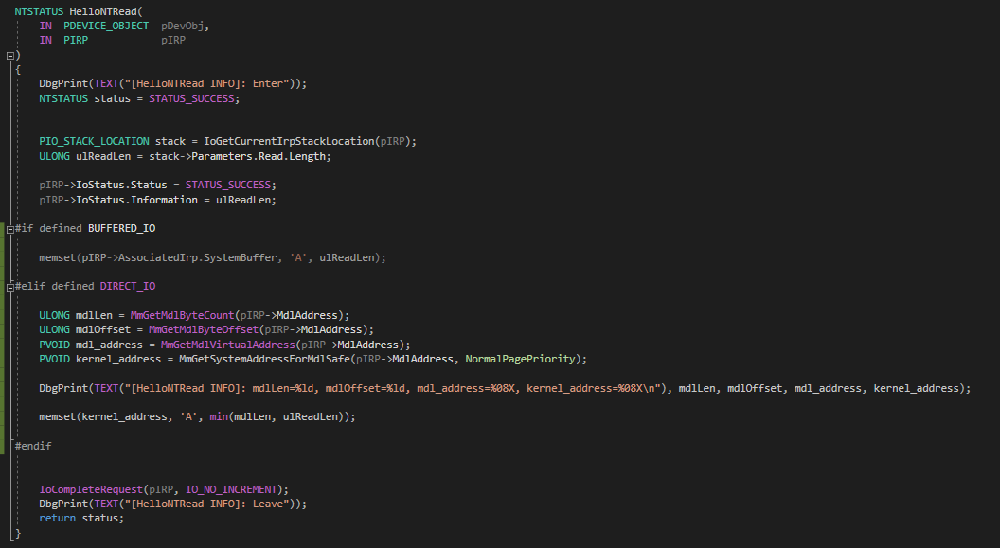 NTSTATUS HelloNTRead(
    IN  PDEVICE_OBJECT  pDevObj,
    IN  PIRP            pIRP
)
{
    DbgPrint(TEXT("[HelloNTRead INFO]: Enter"));
    NTSTATUS status = STATUS_SUCCESS;
    PIO_STACK_LOCATION stack = IoGetCurrentIrpStackLocation(pIRP);
    ULONG ulReadLen = stack->Parameters.Read.Length;
    pIRP->IoStatus.Status = STATUS_SUCCESS;
    pIRP->IoStatus.Information = ulReadLen;
#if defined BUFFERED_IO
    memset(pIRP->AssociatedIrp.SystemBuffer, 'A', ulReadLen);
#elif defined DIRECT_IO
    ULONG mdlLen = MmGetMdlByteCount(pIRP->MdlAddress);
    ULONG mdlOffset = MmGetMdlByteOffset(pIRP->MdlAddress);
    PVOID mdl_address = MmGetMdlVirtualAddress(pIRP->MdlAddress);
    PVOID kernel_address = MmGetSystemAddressForMdlSafe(pIRP->MdlAddress, NormalPagePriority);
    DbgPrint(TEXT("[HelloNTRead INFO]: mdlLen=%ld, mdlOffset=%ld, mdl_address=%08X, kernel_address=%08X\n"), mdlLen, mdlOffset, mdl_address, kernel_address);
    memset(kernel_address, 'A', min(mdlLen, ulReadLen));
#endif
    IoCompleteRequest(pIRP, IO_NO_INCREMENT);
    DbgPrint(TEXT("[HelloNTRead INFO]: Leave"));
    return status;
}